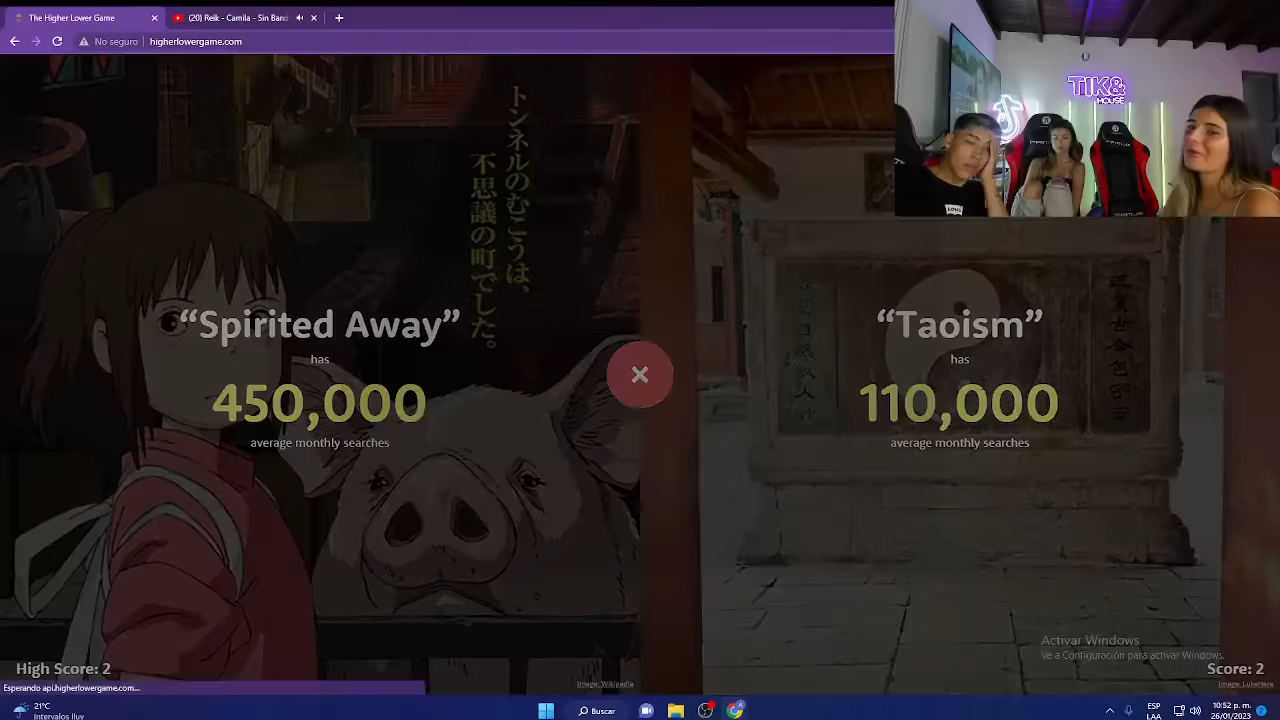 The Higher Lower Game
(20) Reik - Camila - Sin Band
No seguro
higherlowergame.com
TIK&
HOUSE
トンネルのむこうは、
不思議の町でした。
“Spirited Away”
has
450,000
average monthly searches
“Taoism”
has
110,000
average monthly searches
High Score: 2
Esperando api.higherlowergame.com...
Image: Wikipedia
Activar Windows
Ve a Configuración para activar Windows.
Score: 2
Image: LukeHere
21°C
Intervalos lluv
Buscar
ESP
LAA
10:52 p. m.
26/01/2023